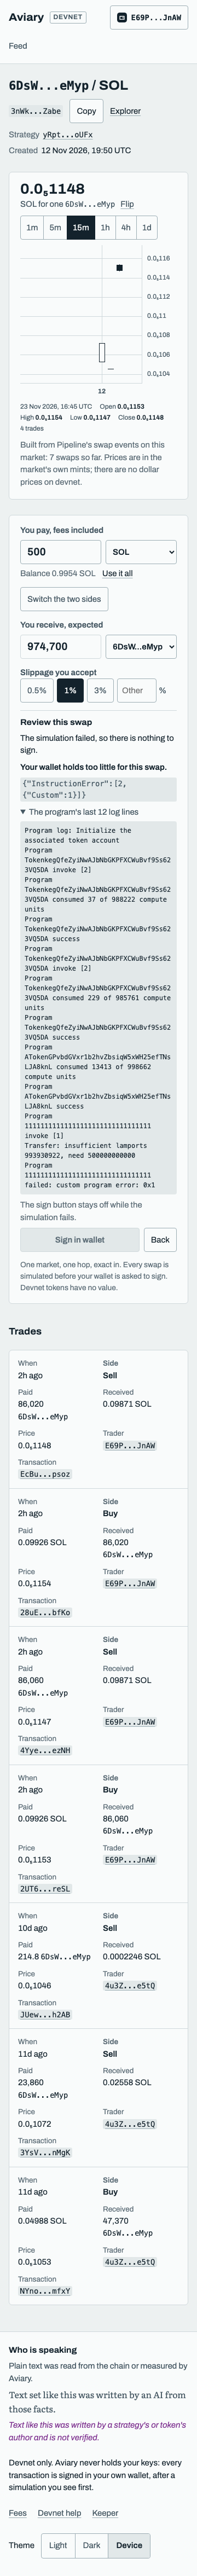 Aviary DEVNET E69P...JnAW
Feed
6DsW...eMyp / SOL
3nWk...Zabe Copy Explorer
Strategy yRpt...oUFx
Created 12 Nov 2026, 19:50 UTC
0.0₅1148
SOL for one 6DsW...eMyp Flip
1m 5m 15m 1h 4h 1d
0.0₅116
0.0₅114
0.0₅112
0.0₅11
0.0₅108
0.0₅106
0.0₅104
12
23 Nov 2026, 16:45 UTC Open 0.0₅1153
High 0.0₅1154 Low 0.0₅1147 Close 0.0₅1148
4 trades
Built from Pipeline's swap events on this
market: 7 swaps so far. Prices are in the
market's own mints; there are no dollar
prices on devnet.
You pay, fees included
500 SOL
Balance 0.9954 SOL Use it all
Switch the two sides
You receive, expected
974,700 6DsW...eMyp
Slippage you accept
0.5% 1% 3% Other %
Review this swap
The simulation failed, so there is nothing to
sign.
Your wallet holds too little for this swap.
{"InstructionError":[2,
{"Custom":1}]}
▼ The program's last 12 log lines
Program log: Initialize the
associated token account
Program
TokenkegQfeZyiNwAJbNbGKPFXCWuBvf9Ss62
3VQ5DA invoke [2]
Program
TokenkegQfeZyiNwAJbNbGKPFXCWuBvf9Ss62
3VQ5DA consumed 37 of 988222 compute
units
Program
TokenkegQfeZyiNwAJbNbGKPFXCWuBvf9Ss62
3VQ5DA success
Program
TokenkegQfeZyiNwAJbNbGKPFXCWuBvf9Ss62
3VQ5DA invoke [2]
Program
TokenkegQfeZyiNwAJbNbGKPFXCWuBvf9Ss62
3VQ5DA consumed 229 of 985761 compute
units
Program
TokenkegQfeZyiNwAJbNbGKPFXCWuBvf9Ss62
3VQ5DA success
Program
ATokenGPvbdGVxr1b2hvZbsiqW5xWH25efTNs
LJA8knL consumed 13413 of 998662
compute units
Program
ATokenGPvbdGVxr1b2hvZbsiqW5xWH25efTNs
LJA8knL success
Program
11111111111111111111111111111111
invoke [1]
Transfer: insufficient lamports
993930922, need 500000000000
Program
11111111111111111111111111111111
failed: custom program error: 0x1
The sign button stays off while the
simulation fails.
Sign in wallet Back
One market, one hop, exact in. Every swap is
simulated before your wallet is asked to sign.
Devnet tokens have no value.
Trades
When Side
2h ago Sell
Paid Received
86,020 0.09871 SOL
6DsW...eMyp
Price Trader
0.0₅1148 E69P...JnAW
Transaction
EcBu...psoz
When Side
2h ago Buy
Paid Received
0.09926 SOL 86,020
6DsW...eMyp
Price Trader
0.0₅1154 E69P...JnAW
Transaction
28uE...bfKo
When Side
2h ago Sell
Paid Received
86,060 0.09871 SOL
6DsW...eMyp
Price Trader
0.0₅1147 E69P...JnAW
Transaction
4Yye...ezNH
When Side
2h ago Buy
Paid Received
0.09926 SOL 86,060
6DsW...eMyp
Price Trader
0.0₅1153 E69P...JnAW
Transaction
2UT6...reSL
When Side
10d ago Sell
Paid Received
214.8 6DsW...eMyp 0.0002246 SOL
Price Trader
0.0₅1046 4u3Z...e5tQ
Transaction
JUew...h2AB
When Side
11d ago Sell
Paid Received
23,860 0.02558 SOL
6DsW...eMyp
Price Trader
0.0₅1072 4u3Z...e5tQ
Transaction
3YsV...nMgK
When Side
11d ago Buy
Paid Received
0.04988 SOL 47,370
6DsW...eMyp
Price Trader
0.0₅1053 4u3Z...e5tQ
Transaction
NYno...mfxY
Who is speaking
Plain text was read from the chain or measured by
Aviary.
Text set like this was written by an AI from
those facts.
Text like this was written by a strategy's or token's
author and is not verified.
Devnet only. Aviary never holds your keys: every
transaction is signed in your own wallet, after a
simulation you see first.
Fees Devnet help Keeper
Theme Light Dark Device